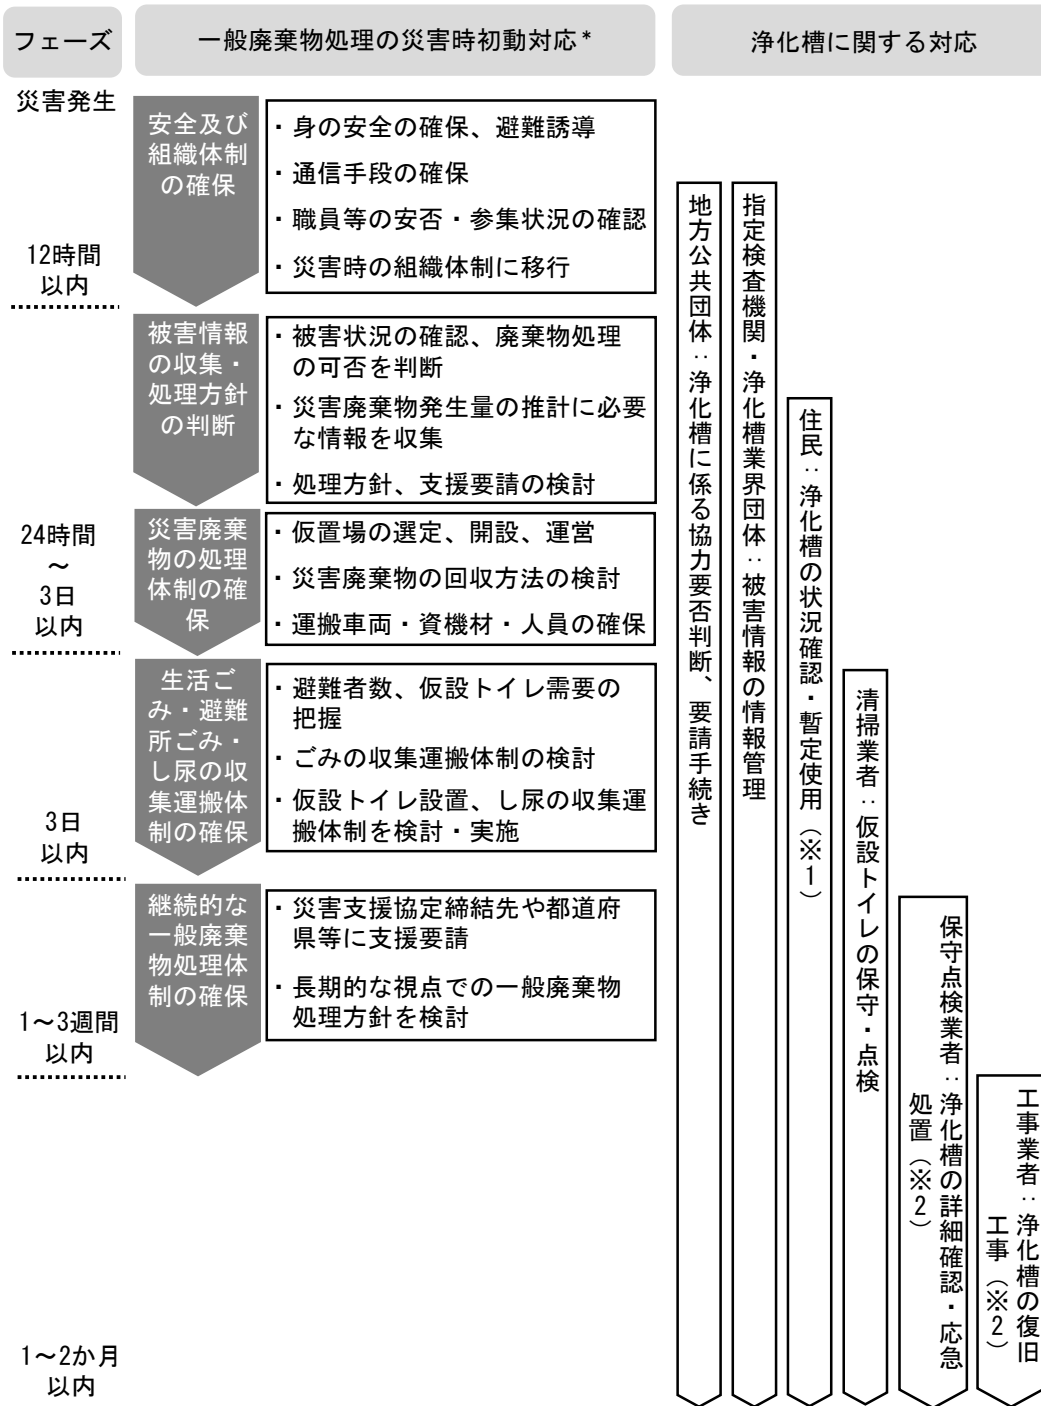 フェーズ
一般廃棄物処理の災害時初動対応*
浄化槽に関する対応
災害発生
安全及び
組織体制
の確保
・身の安全の確保、避難誘導
・通信手段の確保
・職員等の安否・参集状況の確認
・災害時の組織体制に移行
12時間
以内
被害情報
の収集・
処理方針
の判断
・被害状況の確認、廃棄物処理
の可否を判断
・災害廃棄物発生量の推計に必要
な情報を収集
・処理方針、支援要請の検討
24時間
～
3日
以内
災害廃棄
物の処理
体制の確
保
・仮置場の選定、開設、運営
・災害廃棄物の回収方法の検討
・運搬車両・資機材・人員の確保
生活ご
み・避難
所ごみ・
し尿の収
集運搬体
制の確保
・避難者数、仮設トイレ需要の
把握
・ごみの収集運搬体制の検討
・仮設トイレ設置、し尿の収集運
搬体制を検討・実施
3日
以内
継続的な
一般廃棄
物処理体
制の確保
・災害支援協定締結先や都道府
県等に支援要請
・長期的な視点での一般廃棄物
処理方針を検討
1～3週間
以内
1～2か月
以内
地方公共団体：浄化槽に係る協力要否判断、要請手続き
指定検査機関・浄化槽業界団体：被害情報の情報管理
住民：浄化槽の状況確認・暫定使用（※1）
清掃業者：仮設トイレの保守・点検
保守点検業者：浄化槽の詳細確認・応急
処置（※2）
工事業者：浄化槽の復旧
工事（※2）